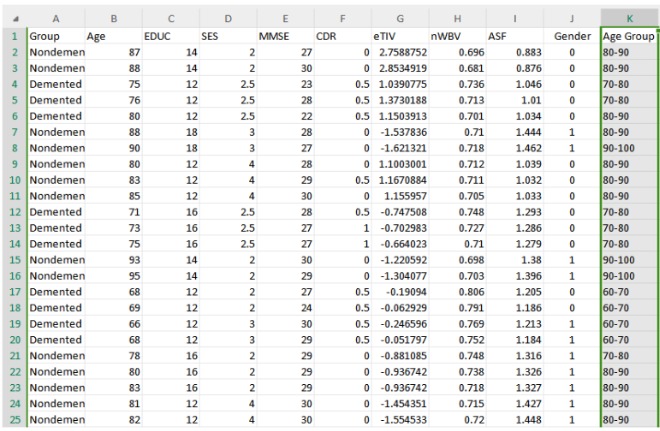 A B C D E F G H I J K
1 Group Age EDUC SES MMSE CDR eTIV nWBV ASF Gender Age Group
2 Nondemen 87 14 2 27 0 2.7588752 0.696 0.883 0 80-90
3 Nondemen 88 14 2 30 0 2.8534919 0.681 0.876 0 80-90
4 Demented 75 12 2.5 23 0.5 1.0390775 0.736 1.046 0 70-80
5 Demented 76 12 2.5 28 0.5 1.3730188 0.713 1.01 0 70-80
6 Demented 80 12 2.5 22 0.5 1.1503913 0.701 1.034 0 80-90
7 Nondemen 88 18 3 28 0 -1.537836 0.71 1.444 1 80-90
8 Nondemen 90 18 3 27 0 -1.621321 0.718 1.462 1 90-100
9 Nondemen 80 12 4 28 0 1.1003001 0.712 1.039 0 80-90
10 Nondemen 83 12 4 29 0.5 1.1670884 0.711 1.032 0 80-90
11 Nondemen 85 12 4 30 0 1.155957 0.705 1.033 0 80-90
12 Demented 71 16 2.5 28 0.5 -0.747508 0.748 1.293 0 70-80
13 Demented 73 16 2.5 27 1 -0.702983 0.727 1.286 0 70-80
14 Demented 75 16 2.5 27 1 -0.664023 0.71 1.279 0 70-80
15 Nondemen 93 14 2 30 0 -1.220592 0.698 1.38 1 90-100
16 Nondemen 95 14 2 29 0 -1.304077 0.703 1.396 1 90-100
17 Demented 68 12 2 27 0.5 -0.19094 0.806 1.205 0 60-70
18 Demented 69 12 2 24 0.5 -0.062929 0.791 1.186 0 60-70
19 Demented 66 12 3 30 0.5 -0.246596 0.769 1.213 1 60-70
20 Demented 68 12 3 29 0.5 -0.051797 0.752 1.184 1 60-70
21 Nondemen 78 16 2 29 0 -0.881085 0.748 1.316 1 70-80
22 Nondemen 80 16 2 29 0 -0.936742 0.738 1.326 1 80-90
23 Nondemen 83 16 2 29 0 -0.936742 0.718 1.327 1 80-90
24 Nondemen 81 12 4 30 0 -1.454351 0.715 1.427 1 80-90
25 Nondemen 82 12 4 30 0 -1.554533 0.72 1.448 1 80-90